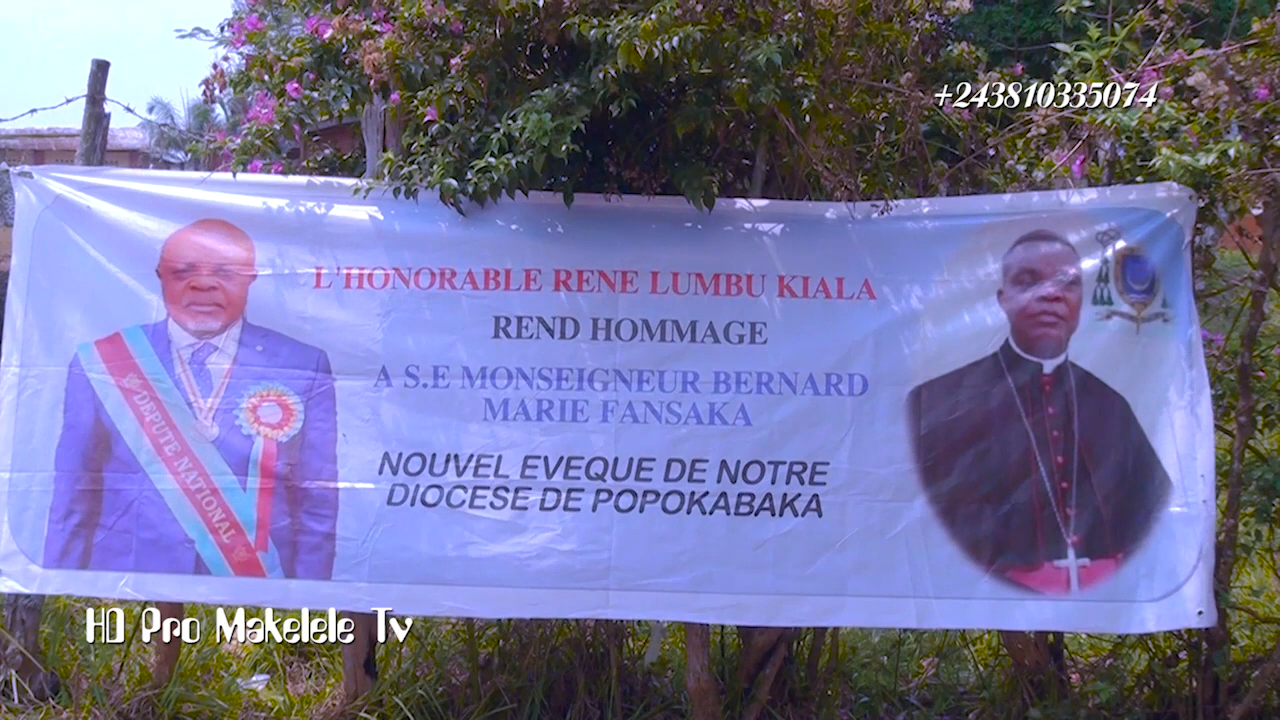 +243810335074
L'HONORABLE RENE LUMBU KIALA
REND HOMMAGE
A S.E MONSEIGNEUR BERNARD
MARIE FANSAKA
NOUVEL EVEQUE DE NOTRE
DIOCESE DE POPOKABAKA
DEPUTE NATIONAL
HD Pro Makelele Tv